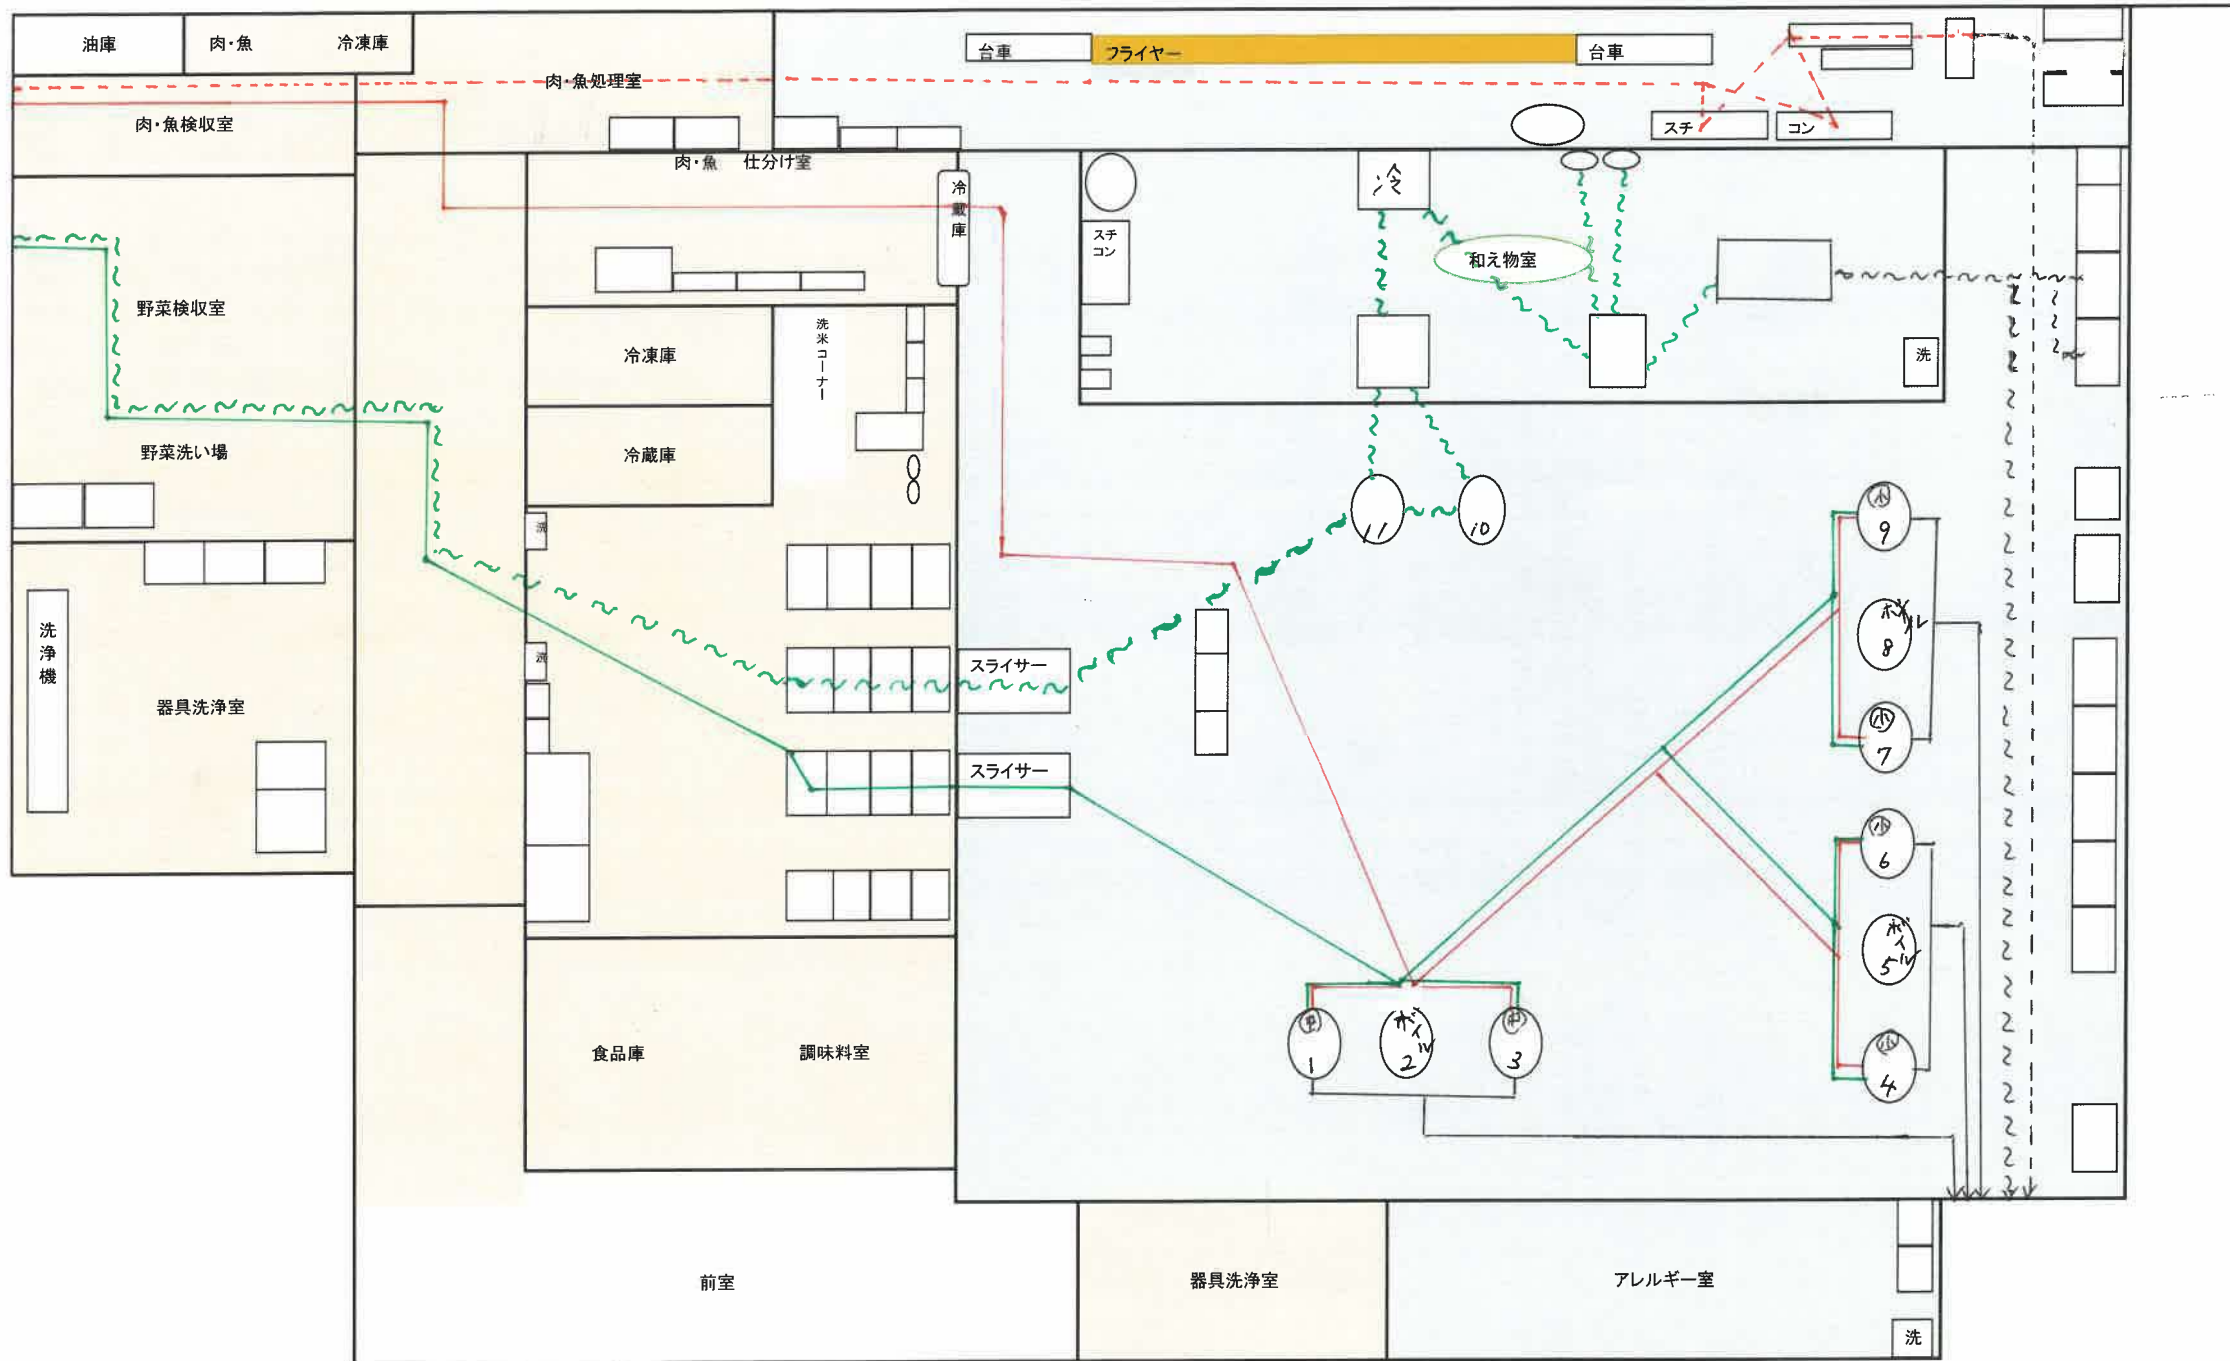 油庫
肉・魚 冷凍庫
肉・魚処理室
台車
フライヤー
台車
肉・魚検収室
スチ
コン
肉・魚 仕分け室
冷蔵庫
冷
スチ
コン
和え物室
野菜検収室
洗米コーナー
冷凍庫
洗
野菜洗い場
冷蔵庫
洗
11
10
小
9
洗浄機
ボイル
8
洗
スライサー
器具洗浄室
小
7
スライサー
小
6
ボイル
5
食品庫
調味料室
1
ボイル
2
3
小
4
前室
器具洗浄室
アレルギー室
洗